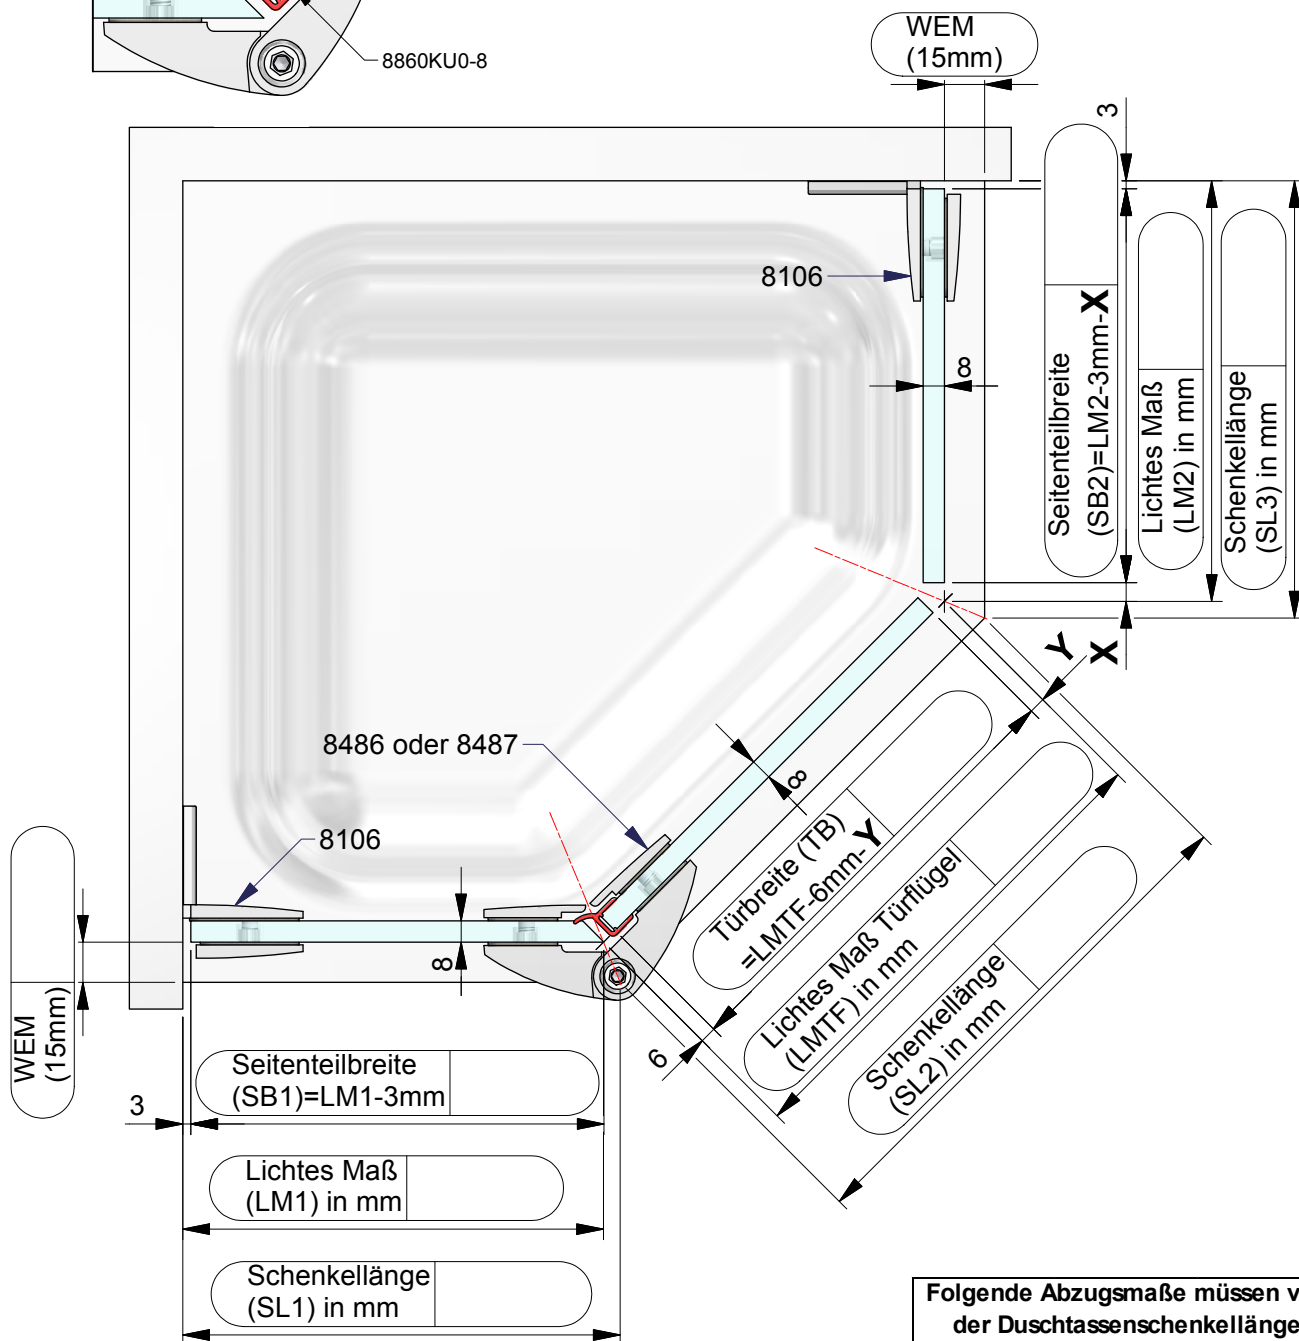 8860KU0-8
WEM
(15mm)
3
8106
8
Seitenteilbreite
(SB2)=LM2-3mm-X
Lichtes Maß
(LM2) in mm
Schenkellänge
(SL3) in mm
Y
X
8486 oder 8487
8
8106
8
Türbreite (TB)
=LMTF-6mm-Y
Lichtes Maß Türflügel
(LMTF) in mm
Schenkellänge
(SL2) in mm
6
WEM
(15mm)
Seitenteilbreite
(SB1)=LM1-3mm
3
Lichtes Maß
(LM1) in mm
Schenkellänge
(SL1) in mm
Folgende Abzugsmaße müssen v
der Duschtassenschenkellänge